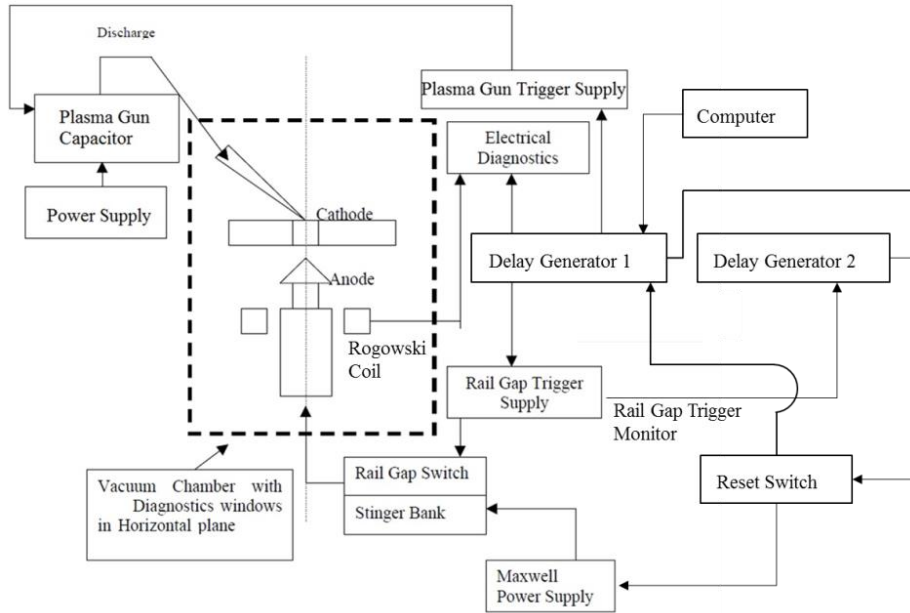 Discharge
Plasma Gun
Capacitor
Power Supply
Plasma Gun Trigger Supply
Computer
Electrical
Diagnostics
Cathode
Delay Generator 1
Delay Generator 2
Anode
Rogowski
Coil
Rail Gap Trigger
Supply
Rail Gap Trigger
Monitor
Rail Gap Switch
Stinger Bank
Reset Switch
Vacuum Chamber with
Diagnostics windows
in Horizontal plane
Maxwell
Power Supply